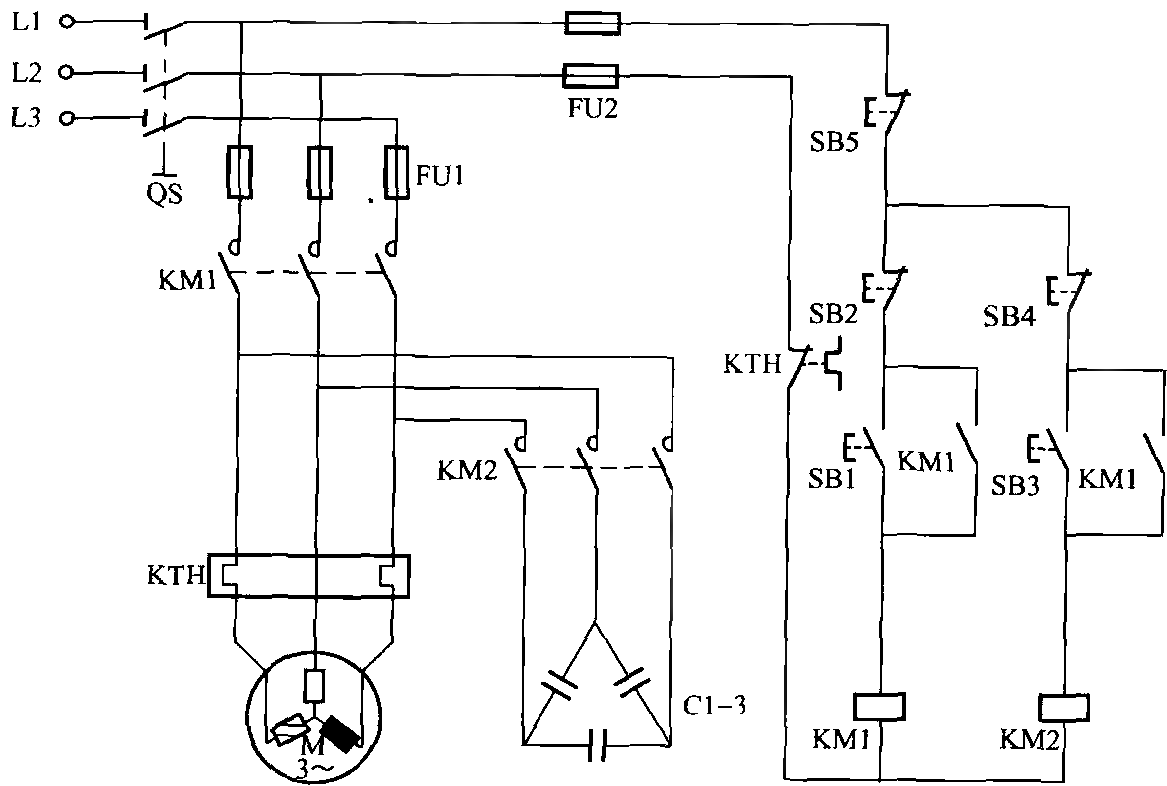 L1
L2
L3
FU2
SB5
QS
FU1
KM1
SB2
SB4
KTH
KM2
SB1
KM1
SB3
KM1
KTH
C1-3
M
3~
KM1
KM2